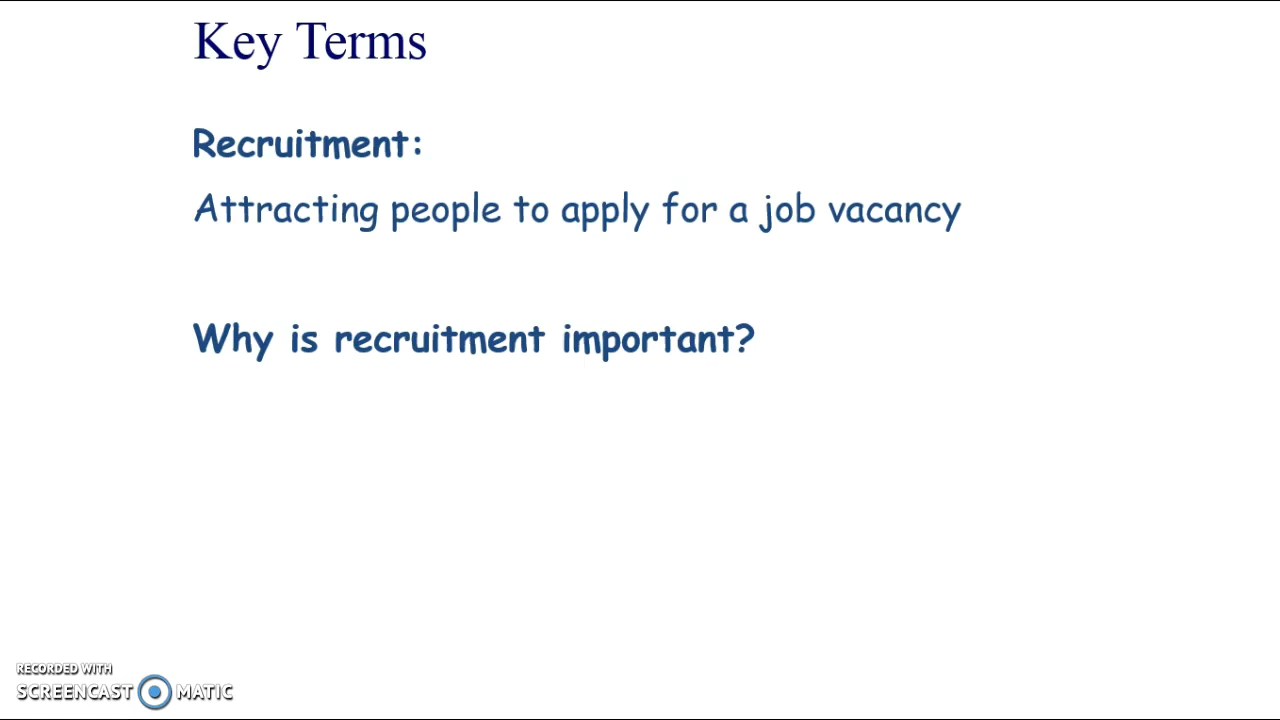 Key Terms
Recruitment:
Attracting people to apply for a job vacancy
Why is recruitment important?
RECORDED WITH
SCREENCAST MATIC